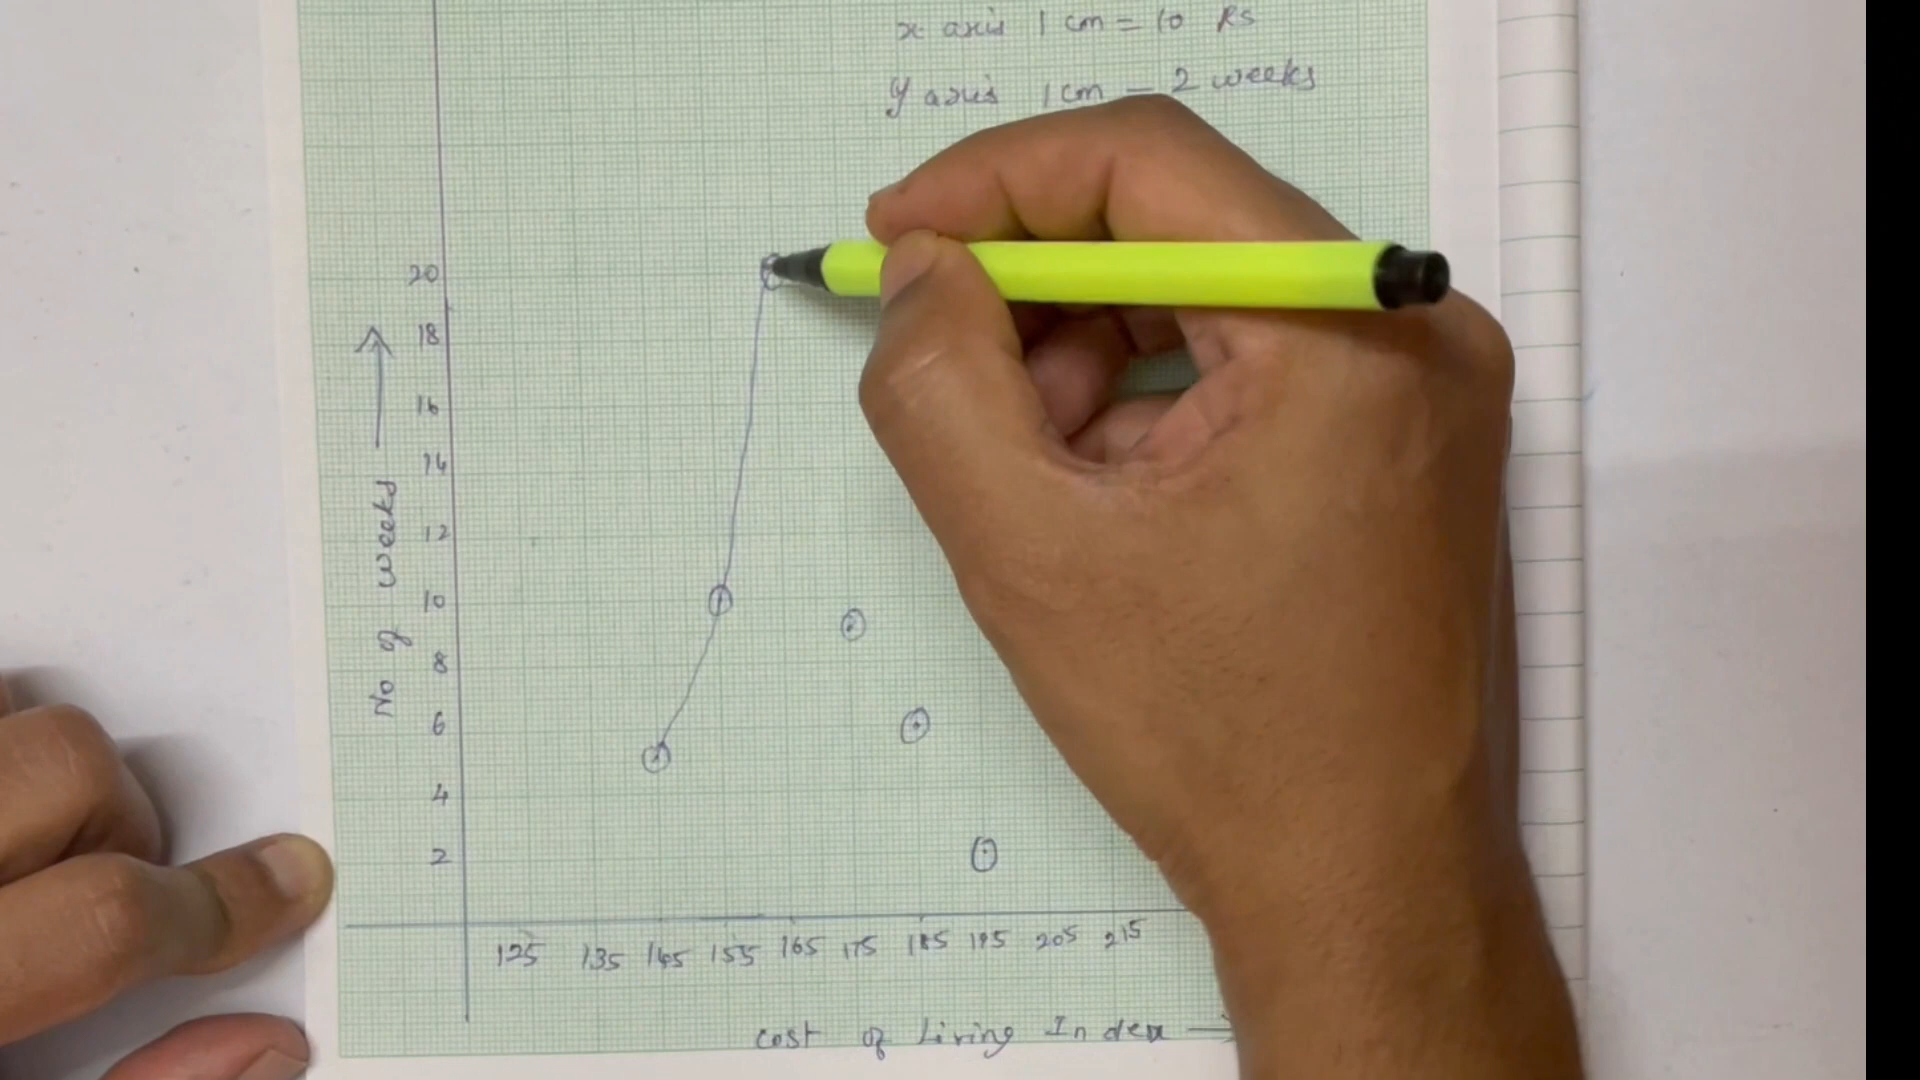 x axis 1 cm = 10 Rs
y axis 1 cm - 2 weeks
20
18
16
14
12
10
8
6
4
2
No of weeks
125 135 145 155 165 175 185 195 205 215
cost of Living Index